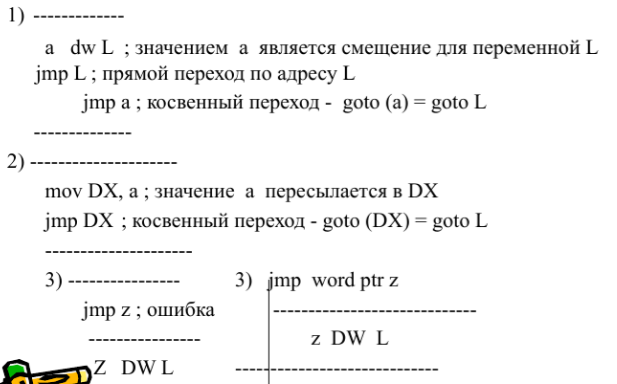 1) -------------
a dw L ; значением а является смещение для переменной L
jmp L ; прямой переход по адресу L
jmp a ; косвенный переход - goto (a) = goto L
--------------
2) ---------------------
mov DX, a ; значение а пересылается в DX
jmp DX ; косвенный переход - goto (DX) = goto L
---------------------
3) ---------------- 3) jmp word ptr z
jmp z ; ошибка -----------------------------
---------------- z DW L
Z DW L -----------------------------